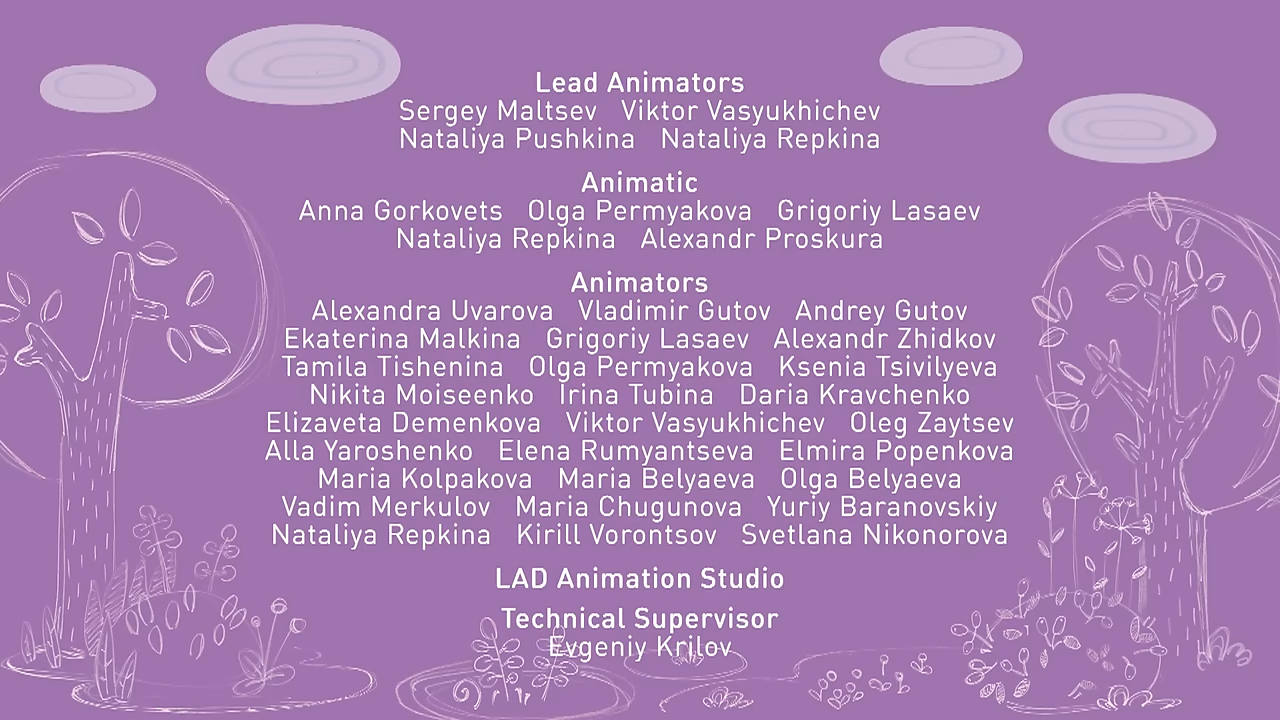 Lead Animators
Sergey Maltsev Viktor Vasyukhichev
Nataliya Pushkina Nataliya Repkina
Animatic
Anna Gorkovets Olga Permyakova Grigoriy Lasaev
Nataliya Repkina Alexandr Proskura
Animators
Alexandra Uvarova Vladimir Gutov Andrey Gutov
Ekaterina Malkina Grigoriy Lasaev Alexandr Zhidkov
Tamila Tishenina Olga Permyakova Ksenia Tsivilyeva
Nikita Moiseenko Irina Tubina Daria Kravchenko
Elizaveta Demenkova Viktor Vasyukhichev Oleg Zaytsev
Alla Yaroshenko Elena Rumyantseva Elmira Popenkova
Maria Kolpakova Maria Belyaeva Olga Belyaeva
Vadim Merkulov Maria Chugunova Yuriy Baranovskiy
Nataliya Repkina Kirill Vorontsov Svetlana Nikonorova
LAD Animation Studio
Technical Supervisor
Evgeniy Krilov